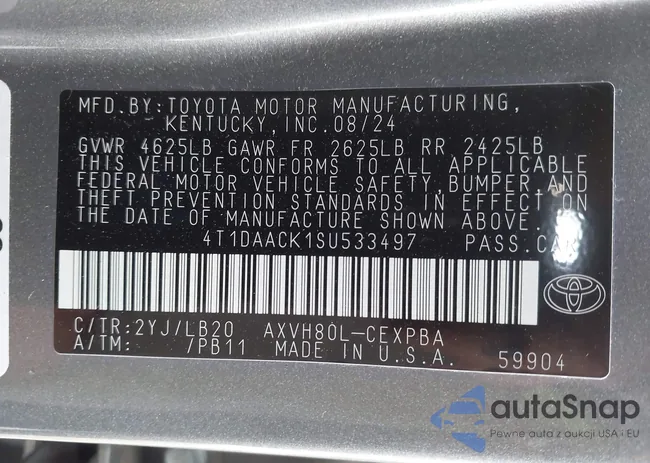 MFD.BY:TOYOTA MOTOR MANUFACTURING,
KENTUCKY,INC.08/24
GVWR 4625LB GAWR FR 2625LB RR 2425LB
THIS VEHICLE CONFORMS TO ALL APPLICABLE
FEDERAL MOTOR VEHICLE SAFETY,BUMPER,AND
THEFT PREVENTION STANDARDS IN EFFECT ON
THE DATE OF MANUFACTURE SHOWN ABOVE.
4T1DAACK1SU533497 PASS.CAR
C/TR:2YJ/LB20 AXVH80L-CEXPBA
A/TM: 7PB11 MADE IN U.S.A. 59904
autaSnap
Pewne auta z aukcji USA i EU